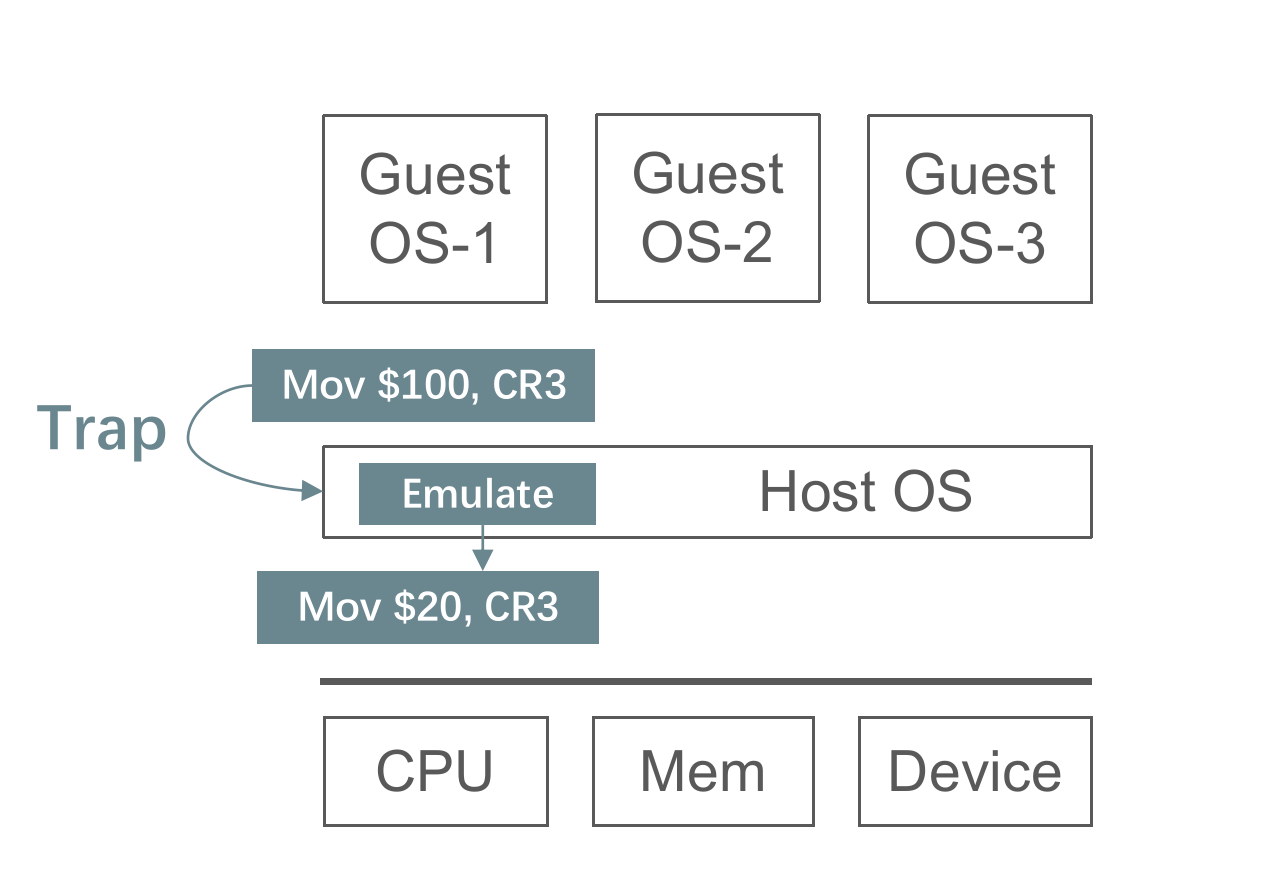 Guest
OS-1
Guest
OS-2
Guest
OS-3
Mov $100, CR3
Trap
Emulate
Host OS
Mov $20, CR3
CPU
Mem
Device